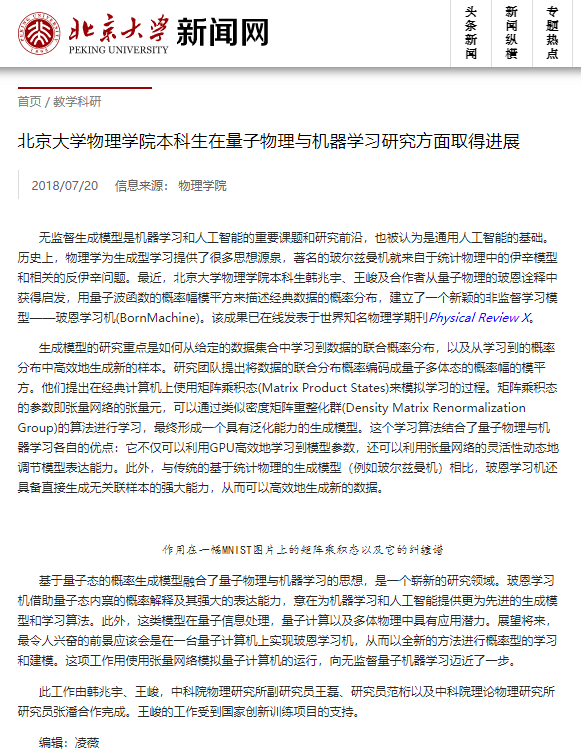 北京大学 新闻网
PEKING UNIVERSITY
头条新闻
新闻纵横
专题热点
首页 / 教学科研
北京大学物理学院本科生在量子物理与机器学习研究方面取得进展
2018/07/20 信息来源： 物理学院
无监督生成模型是机器学习和人工智能的重要课题和研究前沿，也被认为是通用人工智能的基础。
历史上，物理学为生成型学习提供了很多思想源泉，著名的玻尔兹曼机就来自于统计物理中的伊辛模型
和相关的反伊辛问题。最近，北京大学物理学院本科生韩兆宇、王峻及合作者从量子物理的玻恩诠释中
获得启发，用量子波函数的概率幅模平方来描述经典数据的概率分布，建立了一个新颖的非监督学习模
型——玻恩学习机(BornMachine)。该成果已在线发表于世界知名物理学期刊Physical Review X。
生成模型的研究重点是如何从给定的数据集合中学习到数据的联合概率分布，以及从学习到的概率
分布中高效地生成新的样本。研究团队提出将数据的联合分布概率编码成量子多体态的概率幅的模平
方。他们提出在经典计算机上使用矩阵乘积态(Matrix Product States)来模拟学习的过程。矩阵乘积态
的参数即张量网络的张量元，可以通过类似密度矩阵重整化群(Density Matrix Renormalization
Group)的算法进行学习，最终形成一个具有泛化能力的生成模型。这个学习算法结合了量子物理与机
器学习各自的优点：它不仅可以利用GPU高效地学习到模型参数，还可以利用张量网络的灵活性动态地
调节模型表达能力。此外，与传统的基于统计物理的生成模型（例如玻尔兹曼机）相比，玻恩学习机还
具备直接生成无关联样本的强大能力，从而可以高效地生成新的数据。
作用在一幅MNIST图片上的矩阵乘积态以及它的纠缠谱
基于量子态的概率生成模型融合了量子物理与机器学习的思想，是一个崭新的研究领域。玻恩学习
机借助量子态内禀的概率解释及其强大的表达能力，意在为机器学习和人工智能提供更为先进的生成模
型和学习算法。此外，这类模型在量子信息处理，量子计算以及多体物理中具有应用潜力。展望将来，
最令人兴奋的前景应该会是在一台量子计算机上实现玻恩学习机，从而以全新的方法进行概率型的学习
和建模。这项工作用使用张量网络模拟量子计算机的运行，向无监督量子机器学习迈近了一步。
此工作由韩兆宇、王峻，中科院物理研究所副研究员王磊、研究员范桁以及中科院理论物理研究所
研究员张潘合作完成。王峻的工作受到国家创新训练项目的支持。
编辑：凌薇